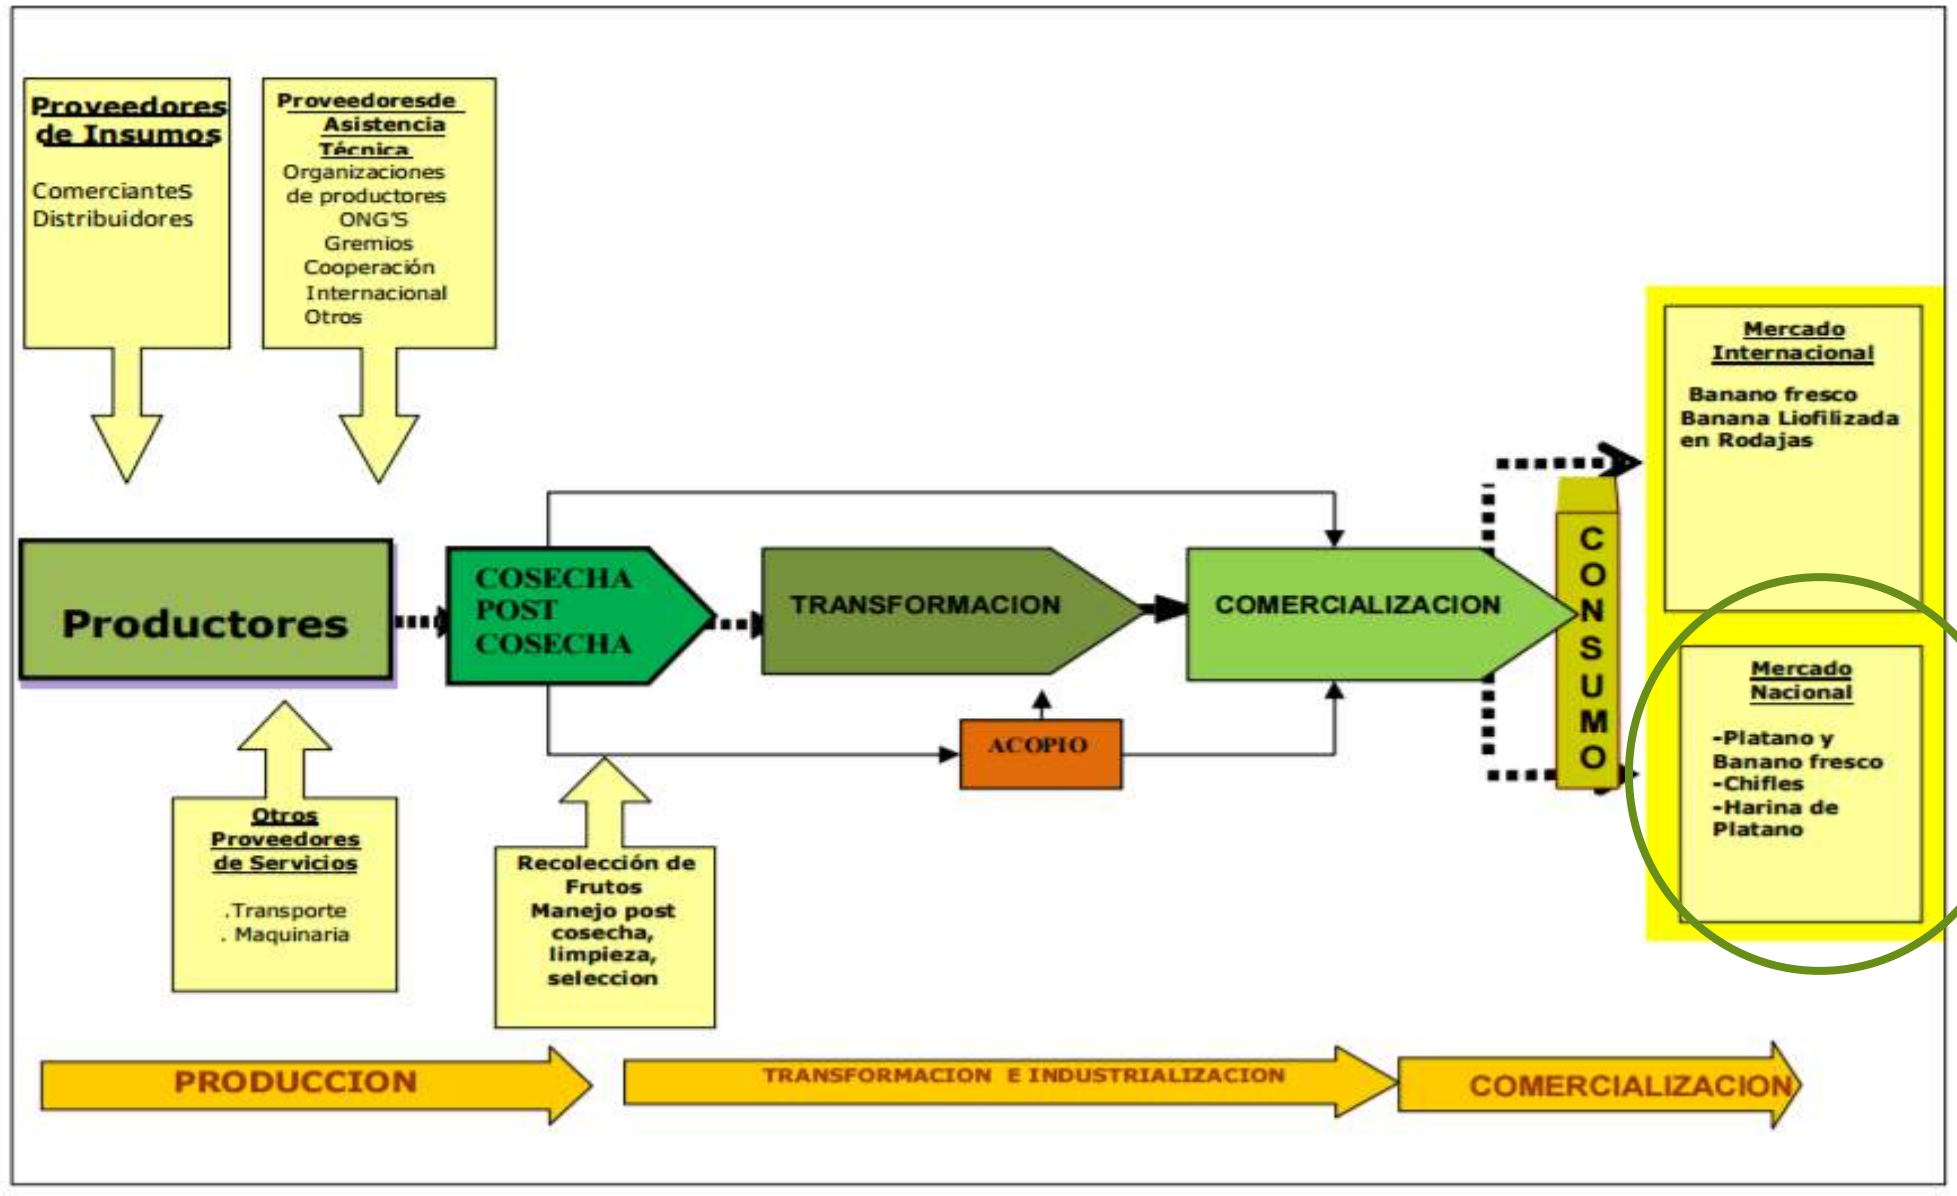 Proveedores
de Insumos
ComercianteS
Distribuidores
Proveedoresde
Asistencia
Técnica
Organizaciones
de productores
ONG'S
Gremios
Cooperación
Internacional
Otros
Mercado
Internacional
Banano fresco
Banana Liofilizada
en Rodajas
Productores
COSECHA
POST
COSECHA
TRANSFORMACION
COMERCIALIZACION
CONSUMO
ACOPIO
Mercado
Nacional
-Platano y
Banano fresco
-Chifles
-Harina de
Platano
Otros
Proveedores
de Servicios
.Transporte
. Maquinaria
Recolección de
Frutos
Manejo post
cosecha,
limpieza,
seleccion
PRODUCCION
TRANSFORMACION E INDUSTRIALIZACION
COMERCIALIZACION